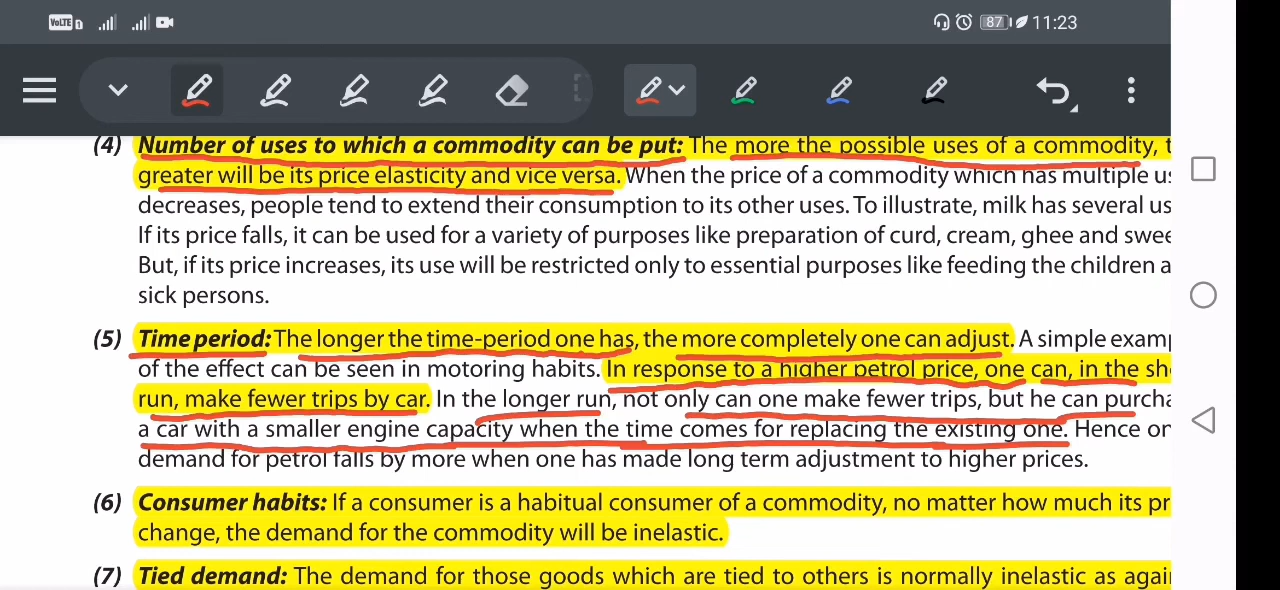 VoLTE 1 87 11:23
(4) Number of uses to which a commodity can be put: The more the possible uses of a commodity,
greater will be its price elasticity and vice versa. When the price of a commodity which has multiple
decreases, people tend to extend their consumption to its other uses. To illustrate, milk has several
If its price falls, it can be used for a variety of purposes like preparation of curd, cream, ghee and
But, if its price increases, its use will be restricted only to essential purposes like feeding the children
sick persons.
(5) Time period: The longer the time-period one has, the more completely one can adjust. A simple
of the effect can be seen in motoring habits. In response to a higher petrol price, one can, in the
run, make fewer trips by car. In the longer run, not only can one make fewer trips, but he can
a car with a smaller engine capacity when the time comes for replacing the existing one. Hence
demand for petrol falls by more when one has made long term adjustment to higher prices.
(6) Consumer habits: If a consumer is a habitual consumer of a commodity, no matter how much its
change, the demand for the commodity will be inelastic.
(7) Tied demand: The demand for those goods which are tied to others is normally inelastic as